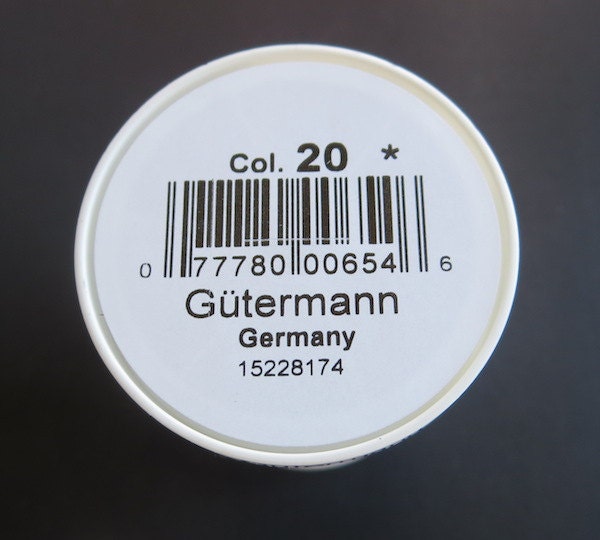 Col. 20 *
0 77780 00654 6
Gütermann
Germany
15228174